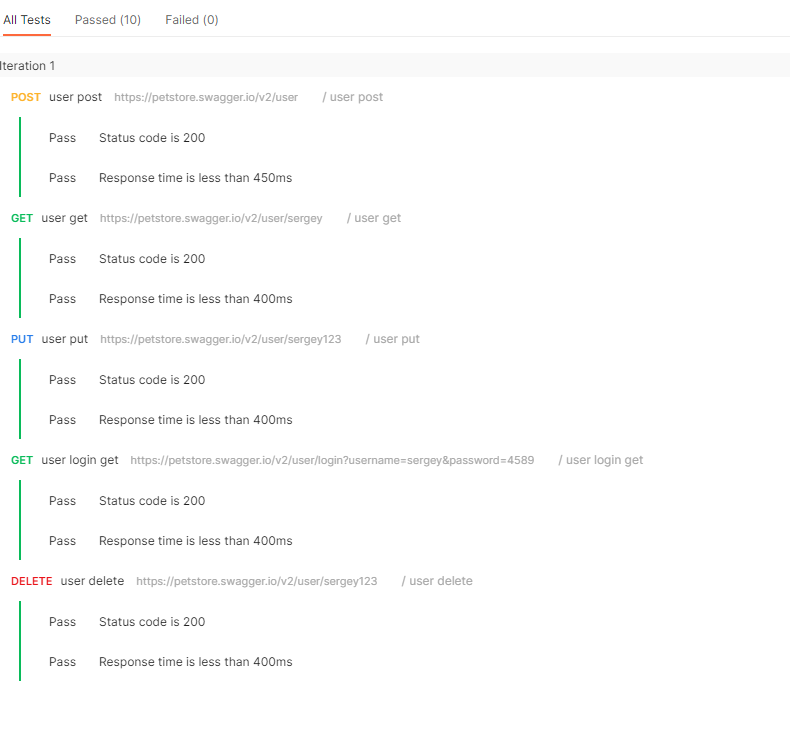 All Tests Passed (10) Failed (0)
Iteration 1
POST user post https://petstore.swagger.io/v2/user / user post
Pass Status code is 200
Pass Response time is less than 450ms
GET user get https://petstore.swagger.io/v2/user/sergey / user get
Pass Status code is 200
Pass Response time is less than 400ms
PUT user put https://petstore.swagger.io/v2/user/sergey123 / user put
Pass Status code is 200
Pass Response time is less than 400ms
GET user login get https://petstore.swagger.io/v2/user/login?username=sergey&password=4589 / user login get
Pass Status code is 200
Pass Response time is less than 400ms
DELETE user delete https://petstore.swagger.io/v2/user/sergey123 / user delete
Pass Status code is 200
Pass Response time is less than 400ms